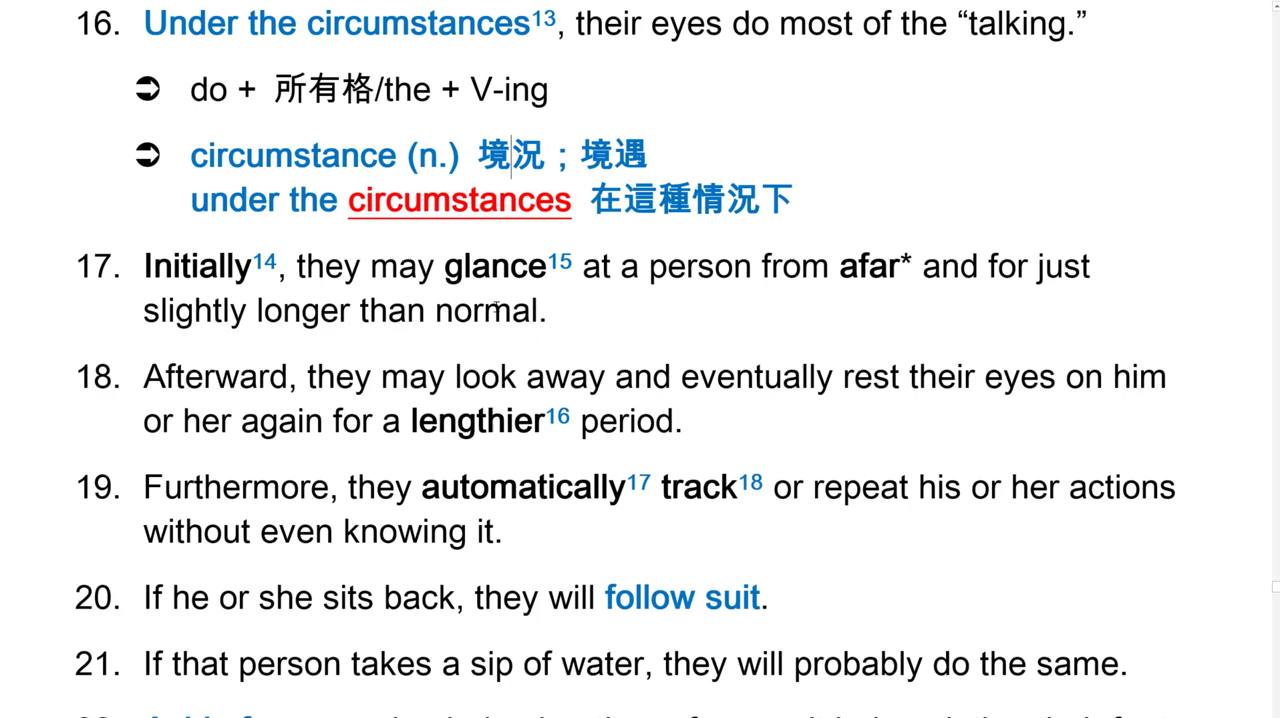 16. Under the circumstances13, their eyes do most of the “talking.”
➲ do + 所有格/the + V-ing
➲ circumstance (n.) 境況；境遇
under the circumstances 在這種情況下
17. Initially14, they may glance15 at a person from afar* and for just
slightly longer than normal.
18. Afterward, they may look away and eventually rest their eyes on him
or her again for a lengthier16 period.
19. Furthermore, they automatically17 track18 or repeat his or her actions
without even knowing it.
20. If he or she sits back, they will follow suit.
21. If that person takes a sip of water, they will probably do the same.